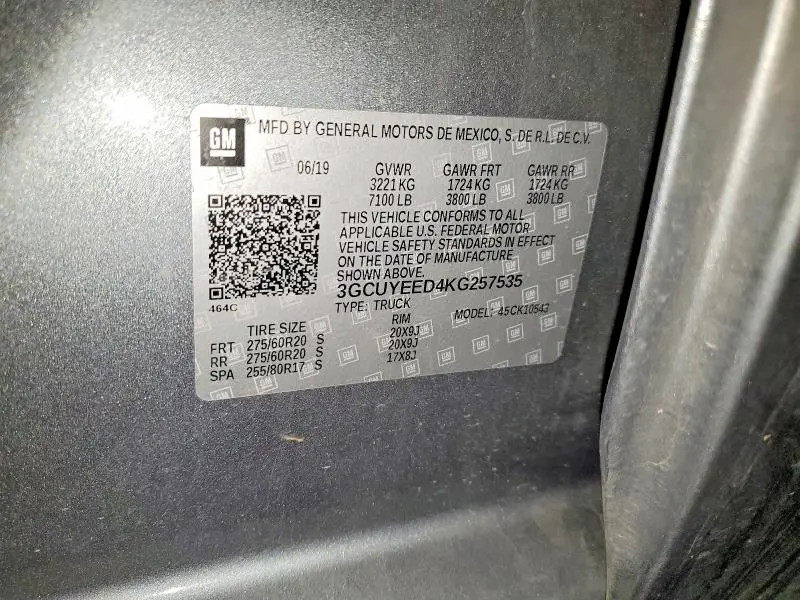 GM MFD BY GENERAL MOTORS DE MEXICO, S. DE R.L. DE C.V.
06/19 GVWR GAWR FRT GAWR RR
3221 KG 1724 KG 1724 KG
7100 LB 3800 LB 3800 LB
THIS VEHICLE CONFORMS TO ALL
APPLICABLE U.S. FEDERAL MOTOR
VEHICLE SAFETY STANDARDS IN EFFECT
ON THE DATE OF MANUFACTURE
SHOWN ABOVE.
3GCUYEED4KG257535
464C TYPE: TRUCK MODEL: 45CK10543
TIRE SIZE RIM
FRT 275/60R20 S 20X9J
RR 275/60R20 S 20X9J
SPA 255/80R17 S 17X8J